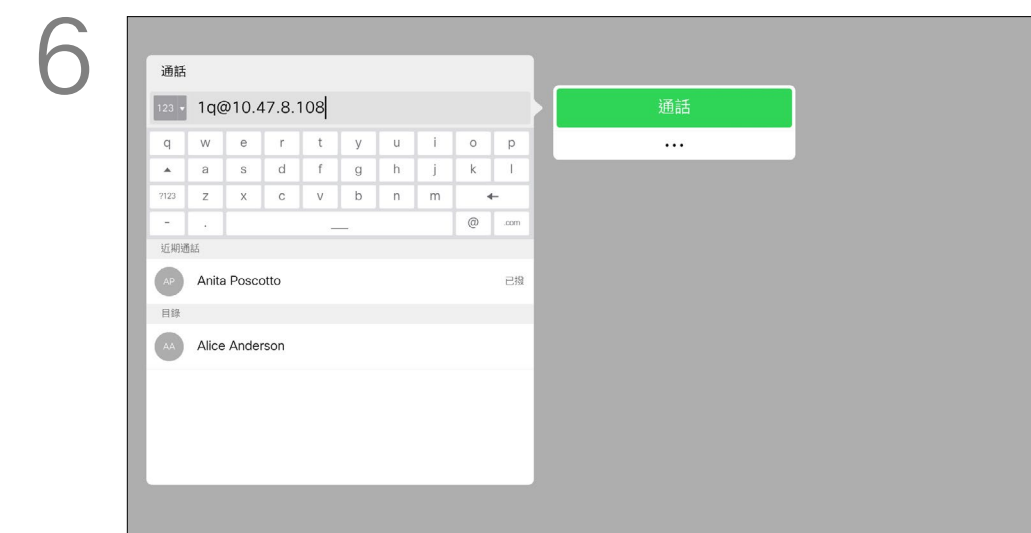 6
通話
123 1q@10.47.8.108
通話
...
q w e r t y u i o p
a s d f g h j k l
?123 z x c v b n m
- . @ .com
近期通話
AP Anita Poscotto 已撥
目錄
AA Alice Anderson